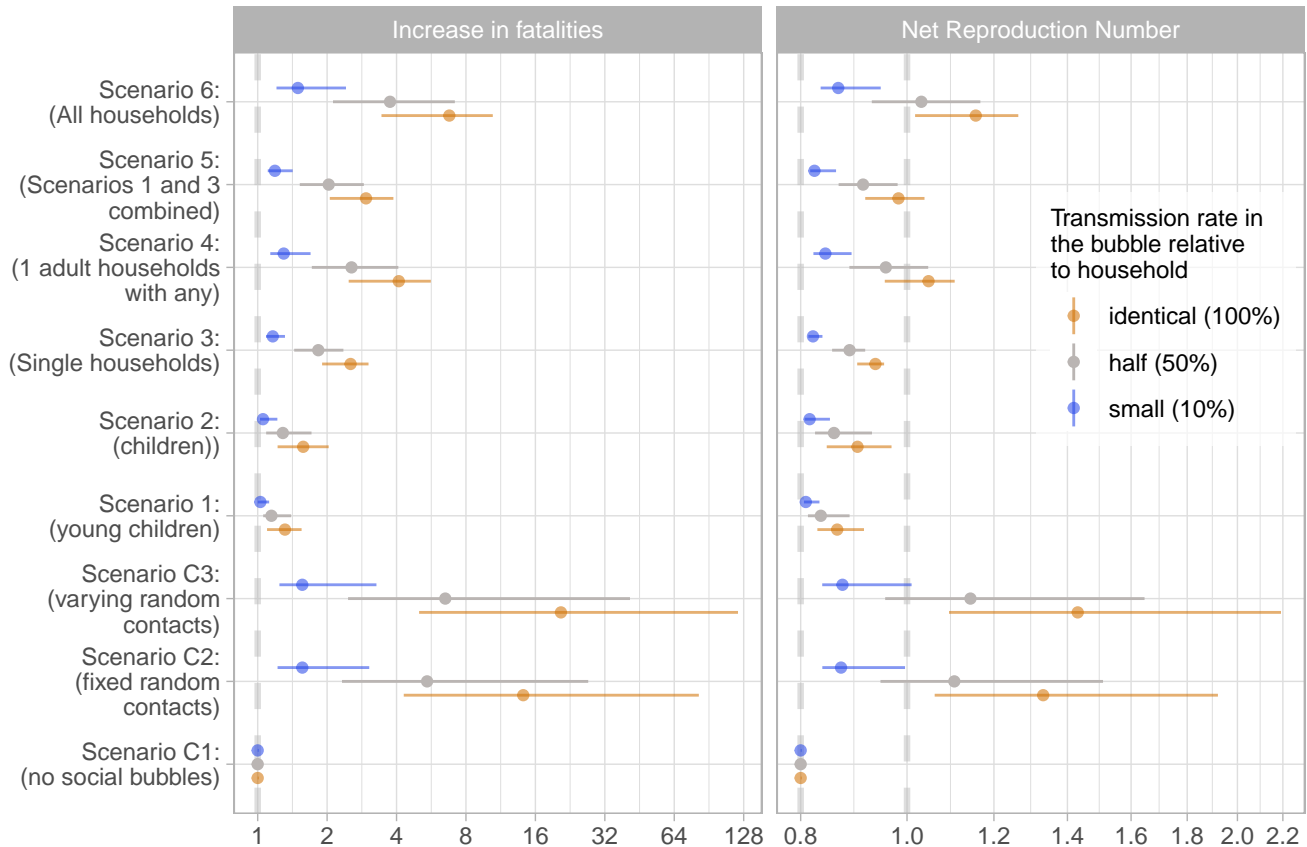 Increase in fatalities
Net Reproduction Number
Scenario 6:
(All households)
Scenario 5:
(Scenarios 1 and 3
combined)
Scenario 4:
(1 adult households
with any)
Scenario 3:
(Single households)
Scenario 2:
(children))
Scenario 1:
(young children)
Scenario C3:
(varying random
contacts)
Scenario C2:
(fixed random
contacts)
Scenario C1:
(no social bubbles)
Transmission rate in
the bubble relative
to household
identical (100%)
half (50%)
small (10%)
1 2 4 8 16 32 64 128
0.8 1.0 1.2 1.4 1.6 1.8 2.0 2.2